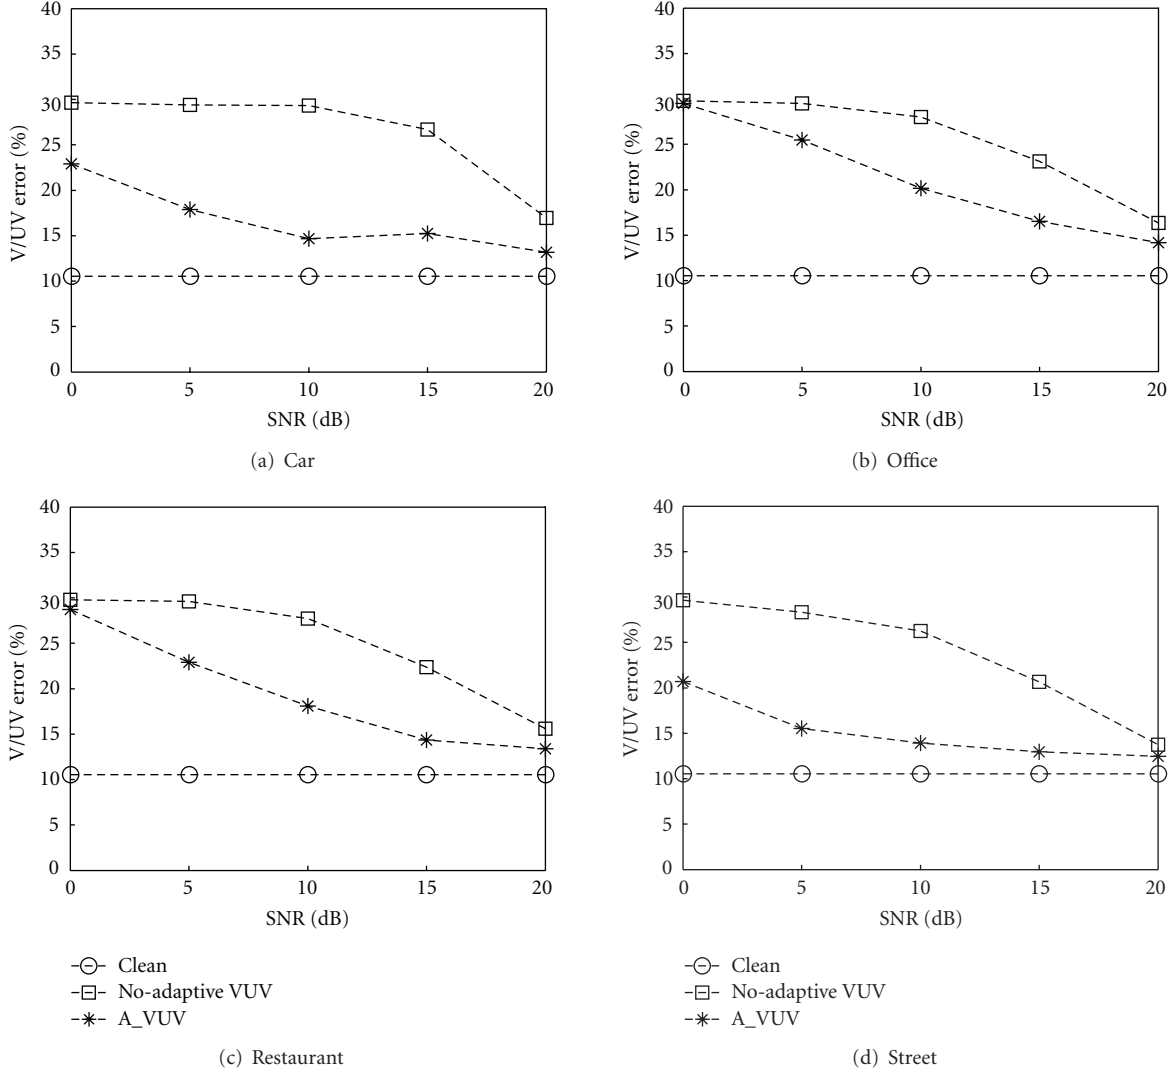 40
35
30
25
20
15
10
5
0
V/UV error (%)
0 5 10 15 20
SNR (dB)
(a) Car
40
35
30
25
20
15
10
5
0
V/UV error (%)
0 5 10 15 20
SNR (dB)
(b) Office
40
35
30
25
20
15
10
5
0
V/UV error (%)
0 5 10 15 20
SNR (dB)
Clean
No-adaptive VUV
A_VUV
(c) Restaurant
40
35
30
25
20
15
10
5
0
V/UV error (%)
0 5 10 15 20
SNR (dB)
Clean
No-adaptive VUV
A_VUV
(d) Street